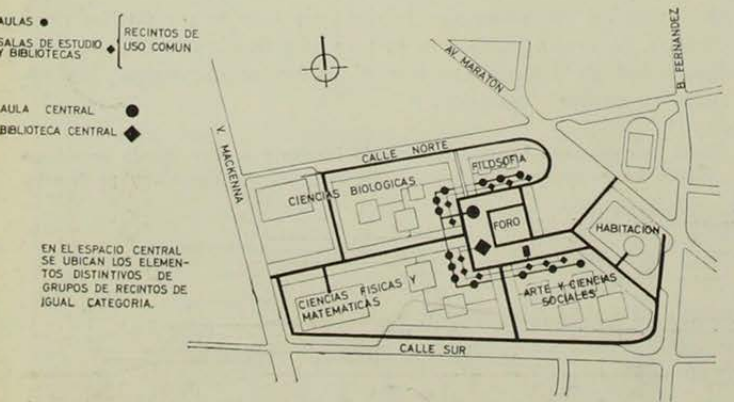 AULAS
SALAS DE ESTUDIO
Y BIBLIOTECAS
RECINTOS DE
USO COMUN
AULA CENTRAL
BIBLIOTECA CENTRAL
EN EL ESPACIO CENTRAL
SE UBICAN LOS ELEMEN-
TOS DISTINTIVOS DE
GRUPOS DE RECINTOS DE
IGUAL CATEGORIA.
V. MACKENNA
AV. MARATON
B. FERNANDEZ
CALLE NORTE
FILOSOFIA
CIENCIAS BIOLOGICAS
FORO
HABITACION
CIENCIAS FISICAS Y
MATEMATICAS
ARTE Y CIENCIAS
SOCIALES
CALLE SUR